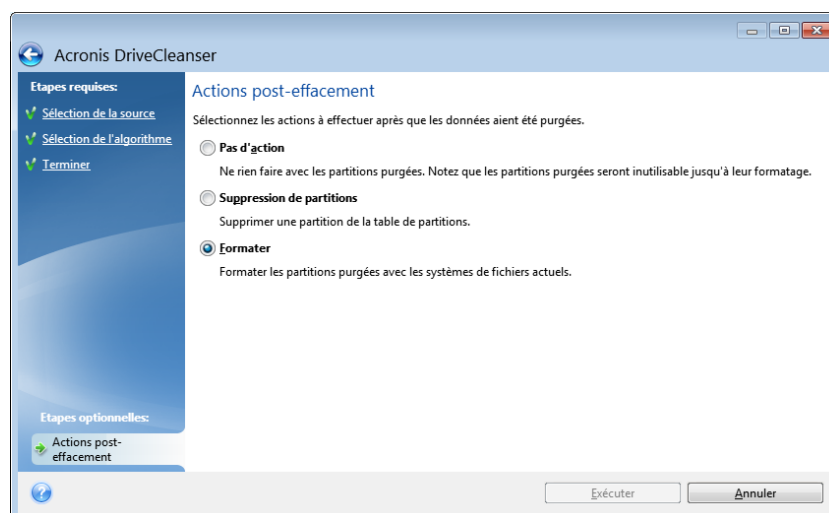 Acronis DriveCleanser
Etapes requises:
Sélection de la source
Sélection de l'algorithme
Terminer
Actions post-effacement
Sélectionnez les actions à effectuer après que les données aient été purgées.
Pas d'action
Ne rien faire avec les partitions purgées. Notez que les partitions purgées seront inutilisable jusqu'à leur formatage.
Suppression de partitions
Supprimer une partition de la table de partitions.
Formater
Formater les partitions purgées avec les systèmes de fichiers actuels.
Etapes optionnelles:
Actions post-
effacement
Exécuter
Annuler